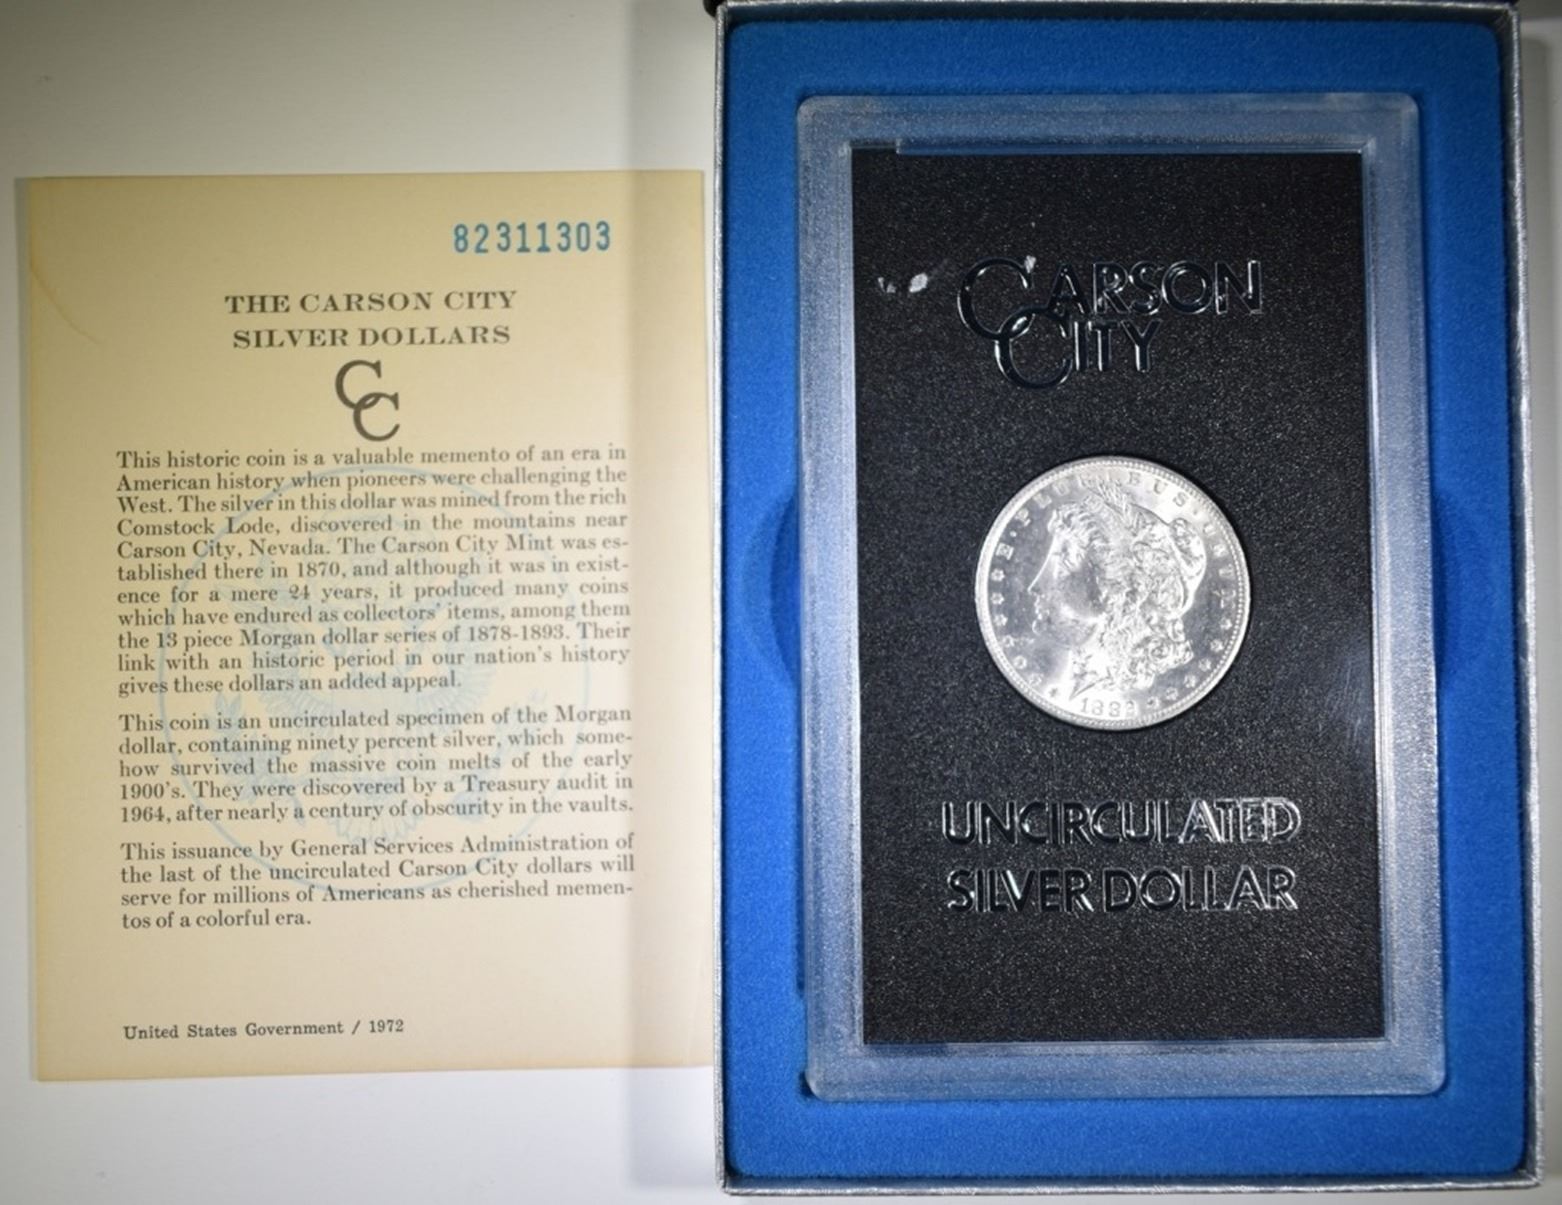 82311303
THE CARSON CITY
SILVER DOLLARS
CC
This historic coin is a valuable memento of an era in
American history when pioneers were challenging the
West. The silver in this dollar was mined from the rich
Comstock Lode, discovered in the mountains near
Carson City, Nevada. The Carson City Mint was es-
tablished there in 1870, and although it was in exist-
ence for a mere 24 years, it produced many coins
which have endured as collectors' items, among them
the 13 piece Morgan dollar series of 1878-1893. Their
link with an historic period in our nation's history
gives these dollars an added appeal.
This coin is an uncirculated specimen of the Morgan
dollar, containing ninety percent silver, which some-
how survived the massive coin melts of the early
1900's. They were discovered by a Treasury audit in
1964, after nearly a century of obscurity in the vaults.
This issuance by General Services Administration of
the last of the uncirculated Carson City dollars will
serve for millions of Americans as cherished memen-
tos of a colorful era.
United States Government / 1972
CARSON
CITY
E·PLURIBUS·UNUM
1882
UNCIRCULATED
SILVER DOLLAR